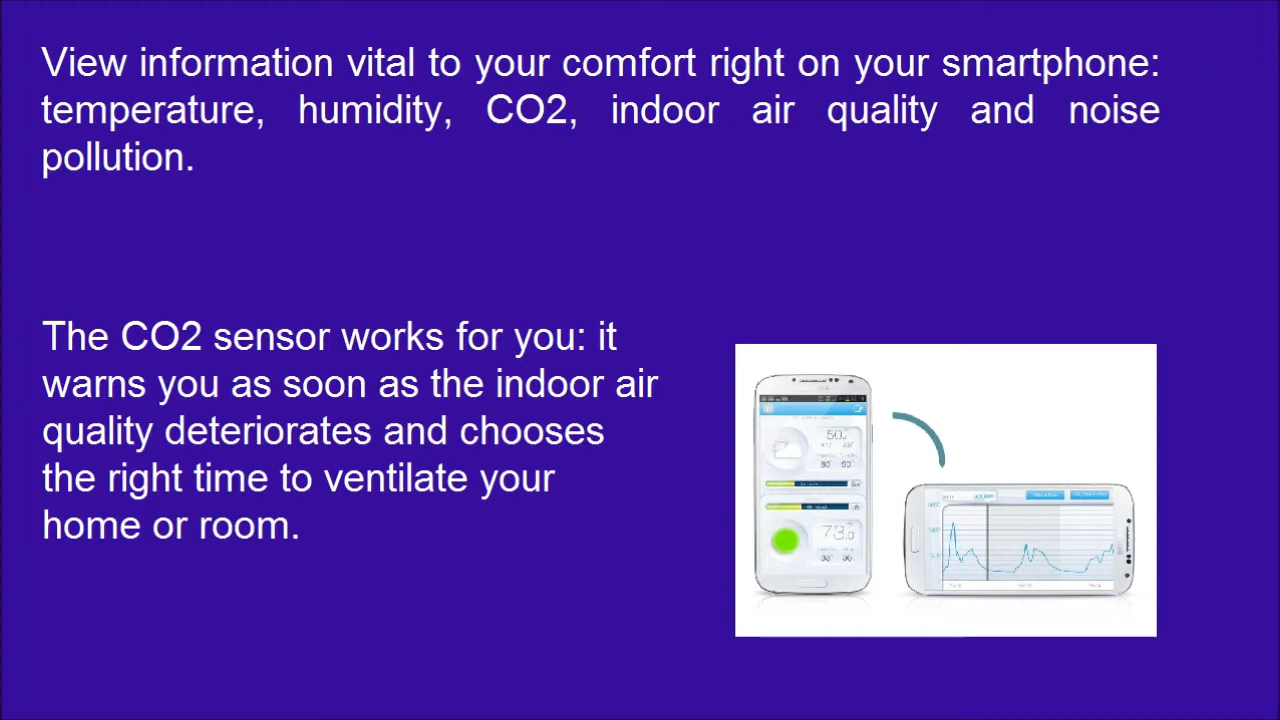 View information vital to your comfort right on your smartphone:
temperature, humidity, CO2, indoor air quality and noise
pollution.
The CO2 sensor works for you: it
warns you as soon as the indoor air
quality deteriorates and chooses
the right time to ventilate your
home or room.